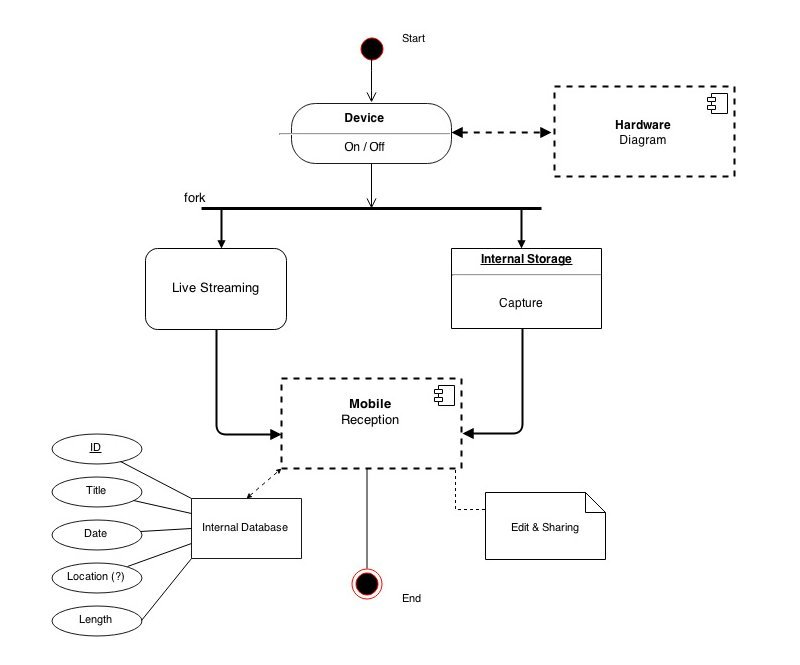 Start
Device
On / Off
Hardware
Diagram
fork
Live Streaming
Internal Storage
Capture
Mobile
Reception
ID
Title
Date
Location (?)
Length
Internal Database
Edit & Sharing
End